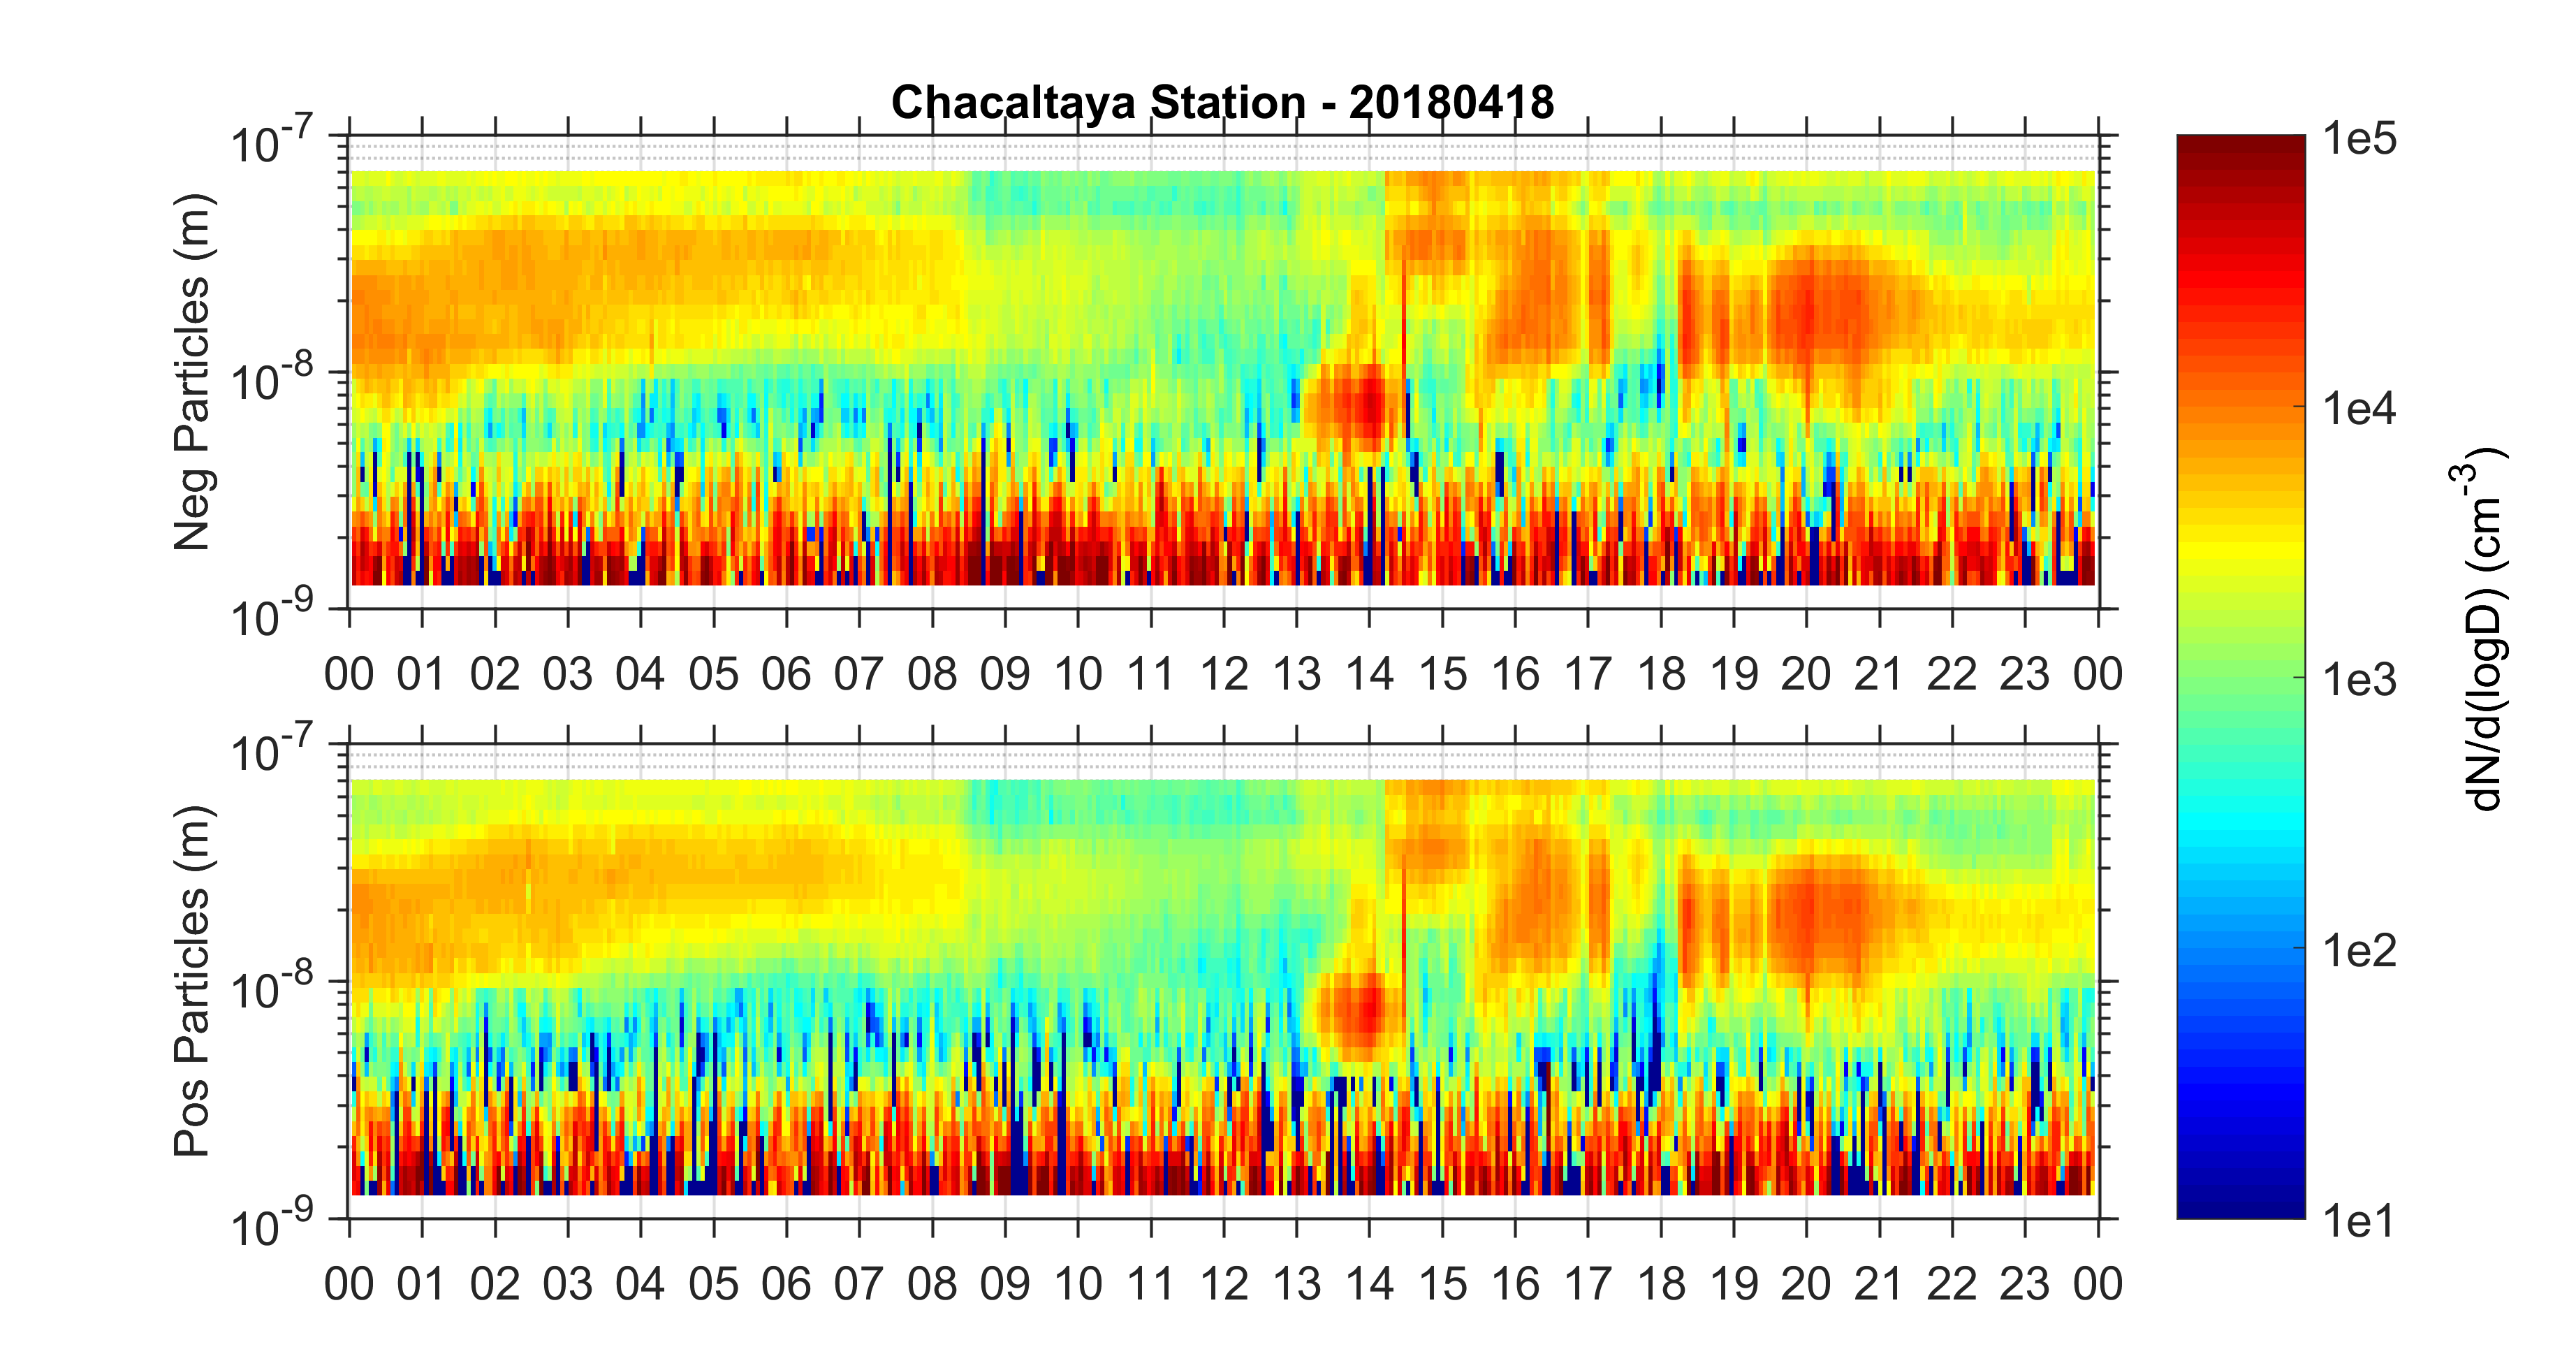 Chacaltaya Station - 20180418
10-7
10-8
10-9
Neg Particles (m)
00 01 02 03 04 05 06 07 08 09 10 11 12 13 14 15 16 17 18 19 20 21 22 23 00
10-7
10-8
10-9
Pos Particles (m)
00 01 02 03 04 05 06 07 08 09 10 11 12 13 14 15 16 17 18 19 20 21 22 23 00
1e5
1e4
1e3
1e2
1e1
dN/d(logD) (cm-3)